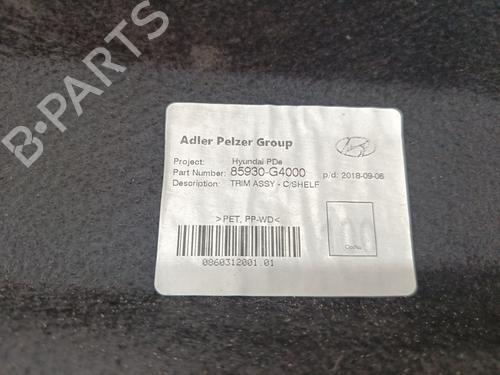 B-PARTS
Adler Pelzer Group
Project: Hyundai PDe
Part Number: 85930-G4000 p/d: 2018-09-06
Description: TRIM ASSY - C/SHELF
>PET, PP-WD<
0860312001.01